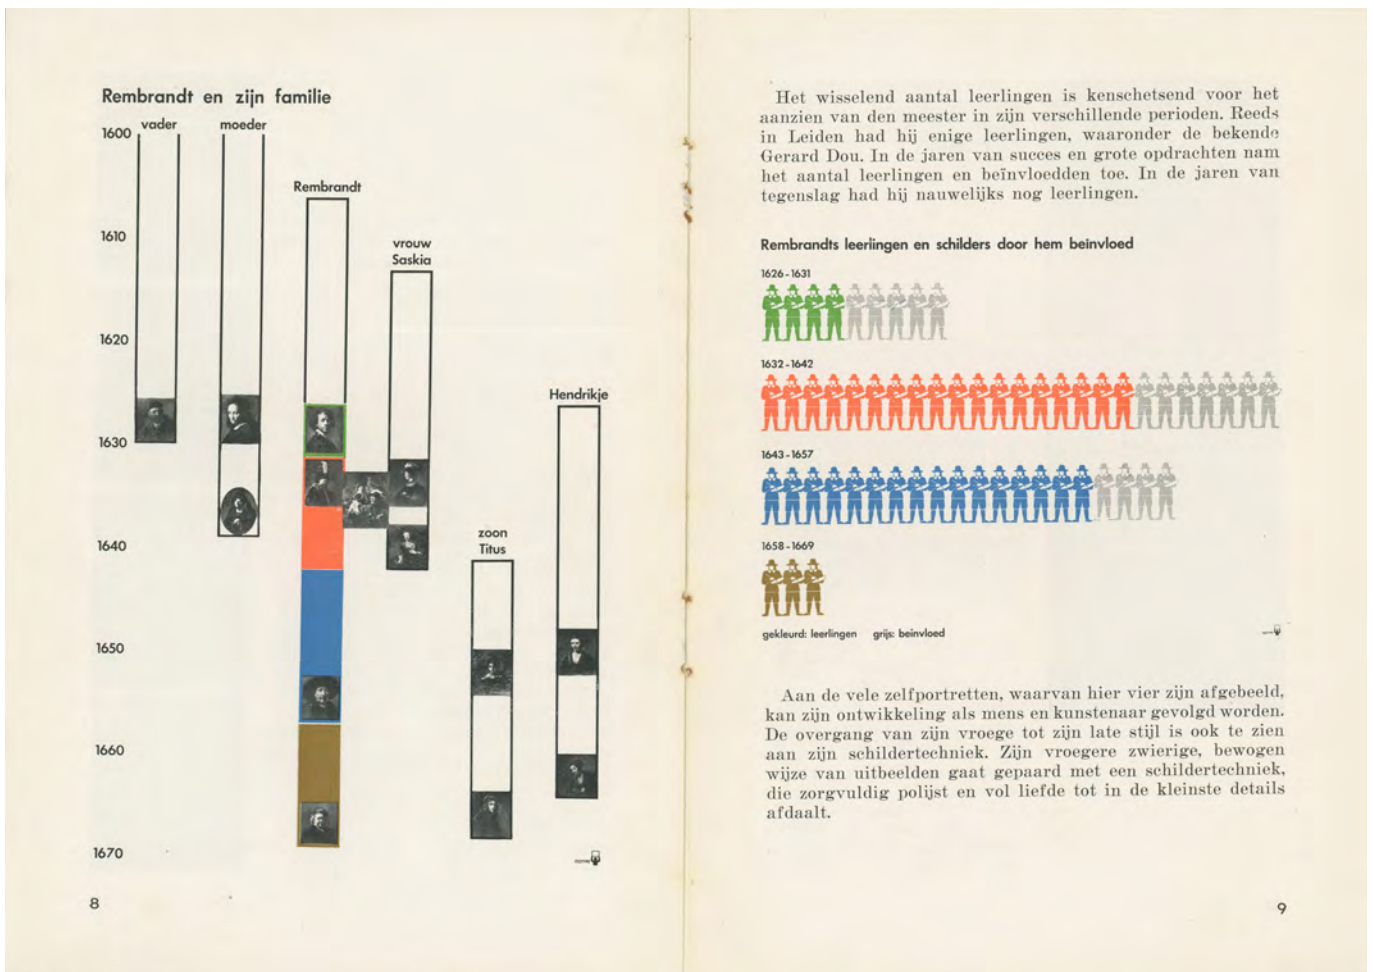 Rembrandt en zijn familie
vader
moeder
1600
Rembrandt
1610
vrouw
Saskia
1620
Hendrikje
1630
zoon
Titus
1640
1650
1660
1670
8
Het wisselend aantal leerlingen is kenschetsend voor het
aanzien van den meester in zijn verschillende perioden. Reeds
in Leiden had hij enige leerlingen, waaronder de bekende
Gerard Dou. In de jaren van succes en grote opdrachten nam
het aantal leerlingen en beïnvloedden toe. In de jaren van
tegenslag had hij nauwelijks nog leerlingen.
Rembrandts leerlingen en schilders door hem beinvloed
1626-1631
1632-1642
1643-1657
1658-1669
gekleurd: leerlingen grijs: beinvloed
Aan de vele zelfportretten, waarvan hier vier zijn afgebeeld,
kan zijn ontwikkeling als mens en kunstenaar gevolgd worden.
De overgang van zijn vroege tot zijn late stijl is ook te zien
aan zijn schildertechniek. Zijn vroegere zwierige, bewogen
wijze van uitbeelden gaat gepaard met een schildertechniek,
die zorgvuldig polijst en vol liefde tot in de kleinste details
afdaalt.
9